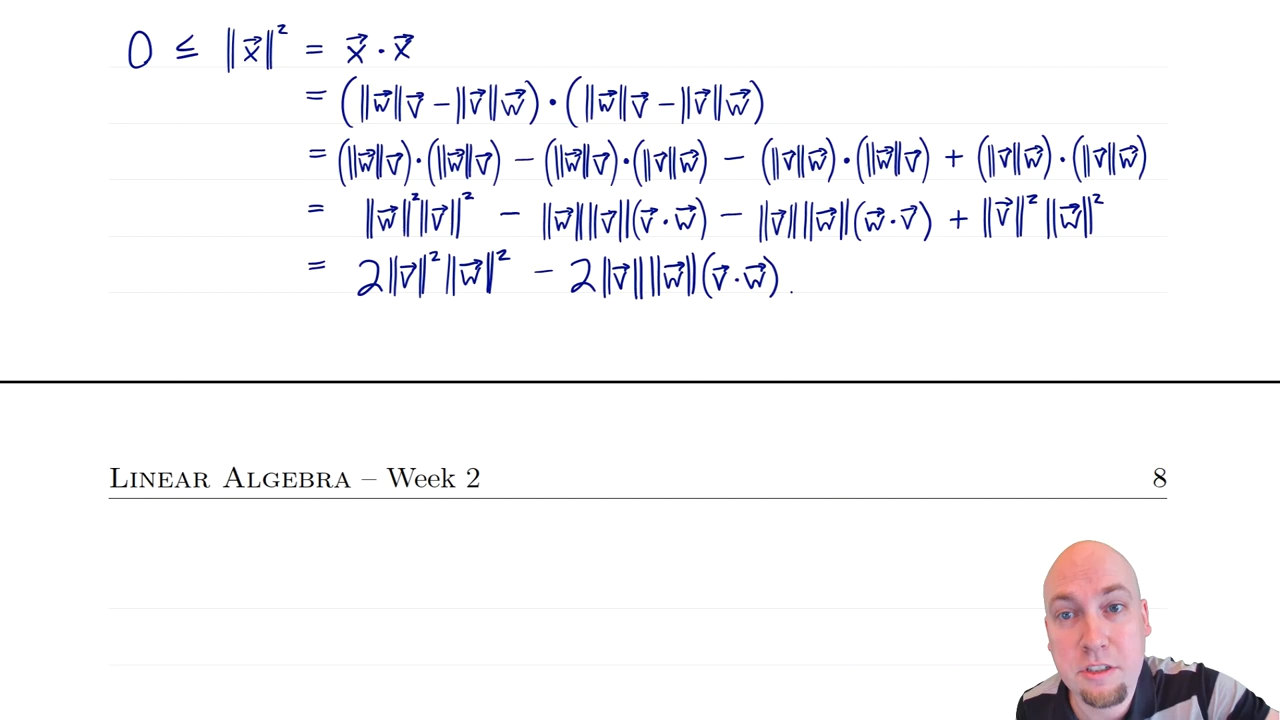 0 ≤ ‖x⃗‖² = x⃗ · x⃗
= (‖w⃗‖v⃗ − ‖v⃗‖w⃗) · (‖w⃗‖v⃗ − ‖v⃗‖w⃗)
= (‖w⃗‖v⃗) · (‖w⃗‖v⃗) − (‖w⃗‖v⃗) · (‖v⃗‖w⃗) − (‖v⃗‖w⃗) · (‖w⃗‖v⃗) + (‖v⃗‖w⃗) · (‖v⃗‖w⃗)
= ‖w⃗‖²‖v⃗‖² − ‖w⃗‖‖v⃗‖(v⃗ · w⃗) − ‖v⃗‖‖w⃗‖(w⃗ · v⃗) + ‖v⃗‖²‖w⃗‖²
= 2‖v⃗‖²‖w⃗‖² − 2‖v⃗‖‖w⃗‖(v⃗ · w⃗).
LINEAR ALGEBRA – Week 2 8